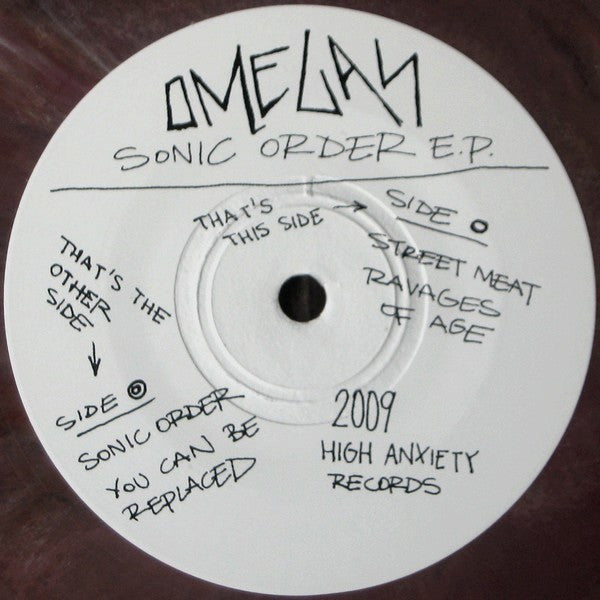 OMEGAS
SONIC ORDER E.P.
THAT'S
THIS SIDE →
SIDE o
STREET MEAT
RAVAGES
OF AGE
THAT'S THE
OTHER
SIDE
↓
SIDE ⊚
SONIC ORDER
YOU CAN BE
REPLACED
2009
HIGH ANXIETY
RECORDS